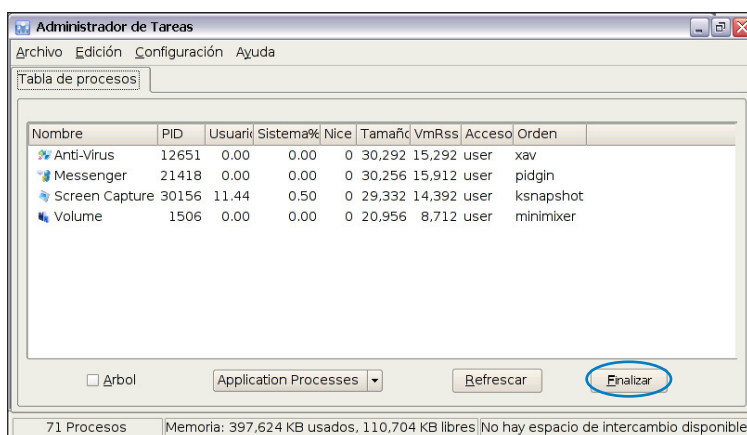 Administrador de Tareas
Archivo Edición Configuración Ayuda
Tabla de procesos
Nombre PID Usuari Sistema% Nice Tamaño VmRss Acceso Orden
Anti-Virus 12651 0.00 0.00 0 30,292 15,292 user xav
Messenger 21418 0.00 0.00 0 30,256 15,912 user pidgin
Screen Capture 30156 11.44 0.50 0 29,332 14,392 user ksnapshot
Volume 1506 0.00 0.00 0 20,956 8,712 user minimixer
Arbol Application Processes Refrescar Finalizar
71 Procesos Memoria: 397,624 KB usados, 110,704 KB libres No hay espacio de intercambio disponible